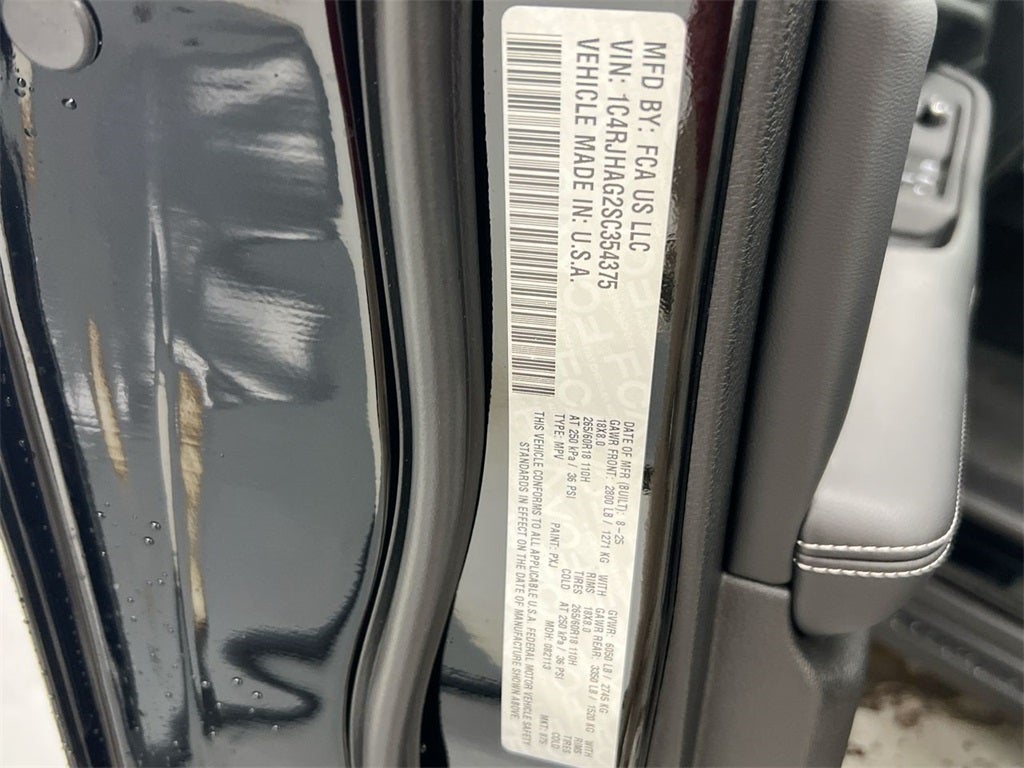 MFD BY: FCA US LLC
VIN: 1C4RJHAG2SC354375
VEHICLE MADE IN: U.S.A.
DATE OF MFR (BUILT): 8-25 GVWR: 6050 LB / 2745 KG
GAWR FRONT: 2800 LB / 1271 KG WITH GAWR REAR: 3350 LB / 1520 KG WITH
18X8.0 RIMS 18X8.0 RIMS
265/60R18 110H TIRES 265/60R18 110H TIRES
AT 250 kPa / 36 PSI COLD AT 250 kPa / 36 PSI COLD
TYPE: MPV PAINT: PXJ MDH: 082113 MKT: 875
THIS VEHICLE CONFORMS TO ALL APPLICABLE U.S.A. FEDERAL MOTOR VEHICLE SAFETY
STANDARDS IN EFFECT ON THE DATE OF MANUFACTURE SHOWN ABOVE.